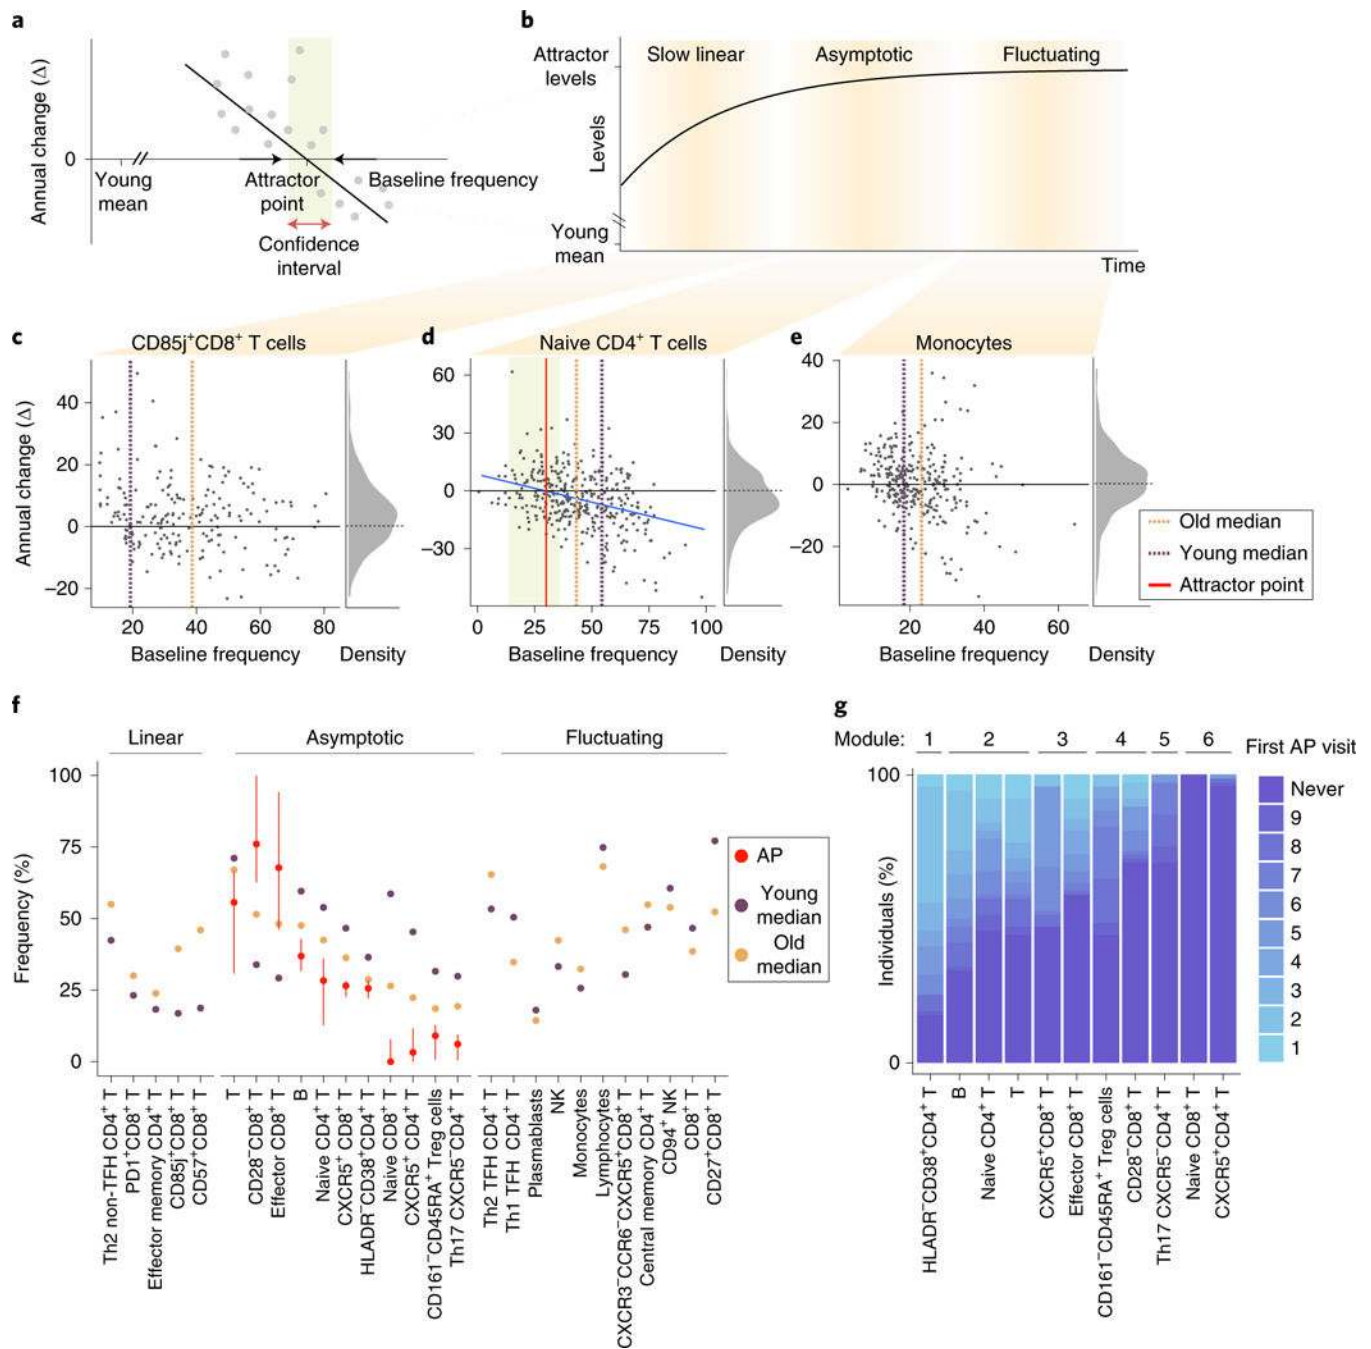 a
Annual change (Δ)
0
Young
mean
Attractor
point
Baseline frequency
Confidence
interval
b
Attractor
levels
Levels
Young
mean
Slow linear
Asymptotic
Fluctuating
Time
c
CD85j⁺CD8⁺ T cells
Annual change (Δ)
40
20
0
−20
20
40
60
80
Baseline frequency
Density
d
Naive CD4⁺ T cells
60
30
0
−30
0
25
50
75
100
Baseline frequency
Density
e
Monocytes
40
20
0
−20
20
40
60
Baseline frequency
Density
Old median
Young median
Attractor point
f
Linear
Asymptotic
Fluctuating
Frequency (%)
100
75
50
25
0
AP
Young
median
Old
median
Th2 non-TFH CD4⁺ T
PD1⁺CD8⁺ T
Effector memory CD4⁺ T
CD85j⁺CD8⁺ T
CD57⁺CD8⁺ T
T
CD28⁻CD8⁺ T
Effector CD8⁺ T
B
Naive CD4⁺ T
CXCR5⁺ CD8⁺ T
HLADR⁻CD38⁺CD4⁺ T
Naive CD8⁺ T
CXCR5⁺ CD4⁺ T
CD161⁻CD45RA⁺ Treg cells
Th17 CXCR5⁻CD4⁺ T
Th2 TFH CD4⁺ T
Th1 TFH CD4⁺ T
Plasmablasts
NK
Monocytes
Lymphocytes
CXCR3⁻CCR6⁻CXCR5⁺CD8⁺ T
Central memory CD4⁺ T
CD94⁺ NK
CD8⁺ T
CD27⁺CD8⁺ T
g
Module: 1 2 3 4 5 6
First AP visit
Individuals (%)
100
0
Never
9
8
7
6
5
4
3
2
1
HLADR⁻CD38⁺CD4⁺ T
B
Naive CD4⁺ T
T
CXCR5⁺CD8⁺ T
Effector CD8⁺ T
CD161⁻CD45RA⁺ Treg cells
CD28⁻CD8⁺ T
Th17 CXCR5⁻CD4⁺ T
Naive CD8⁺ T
CXCR5⁺CD4⁺ T